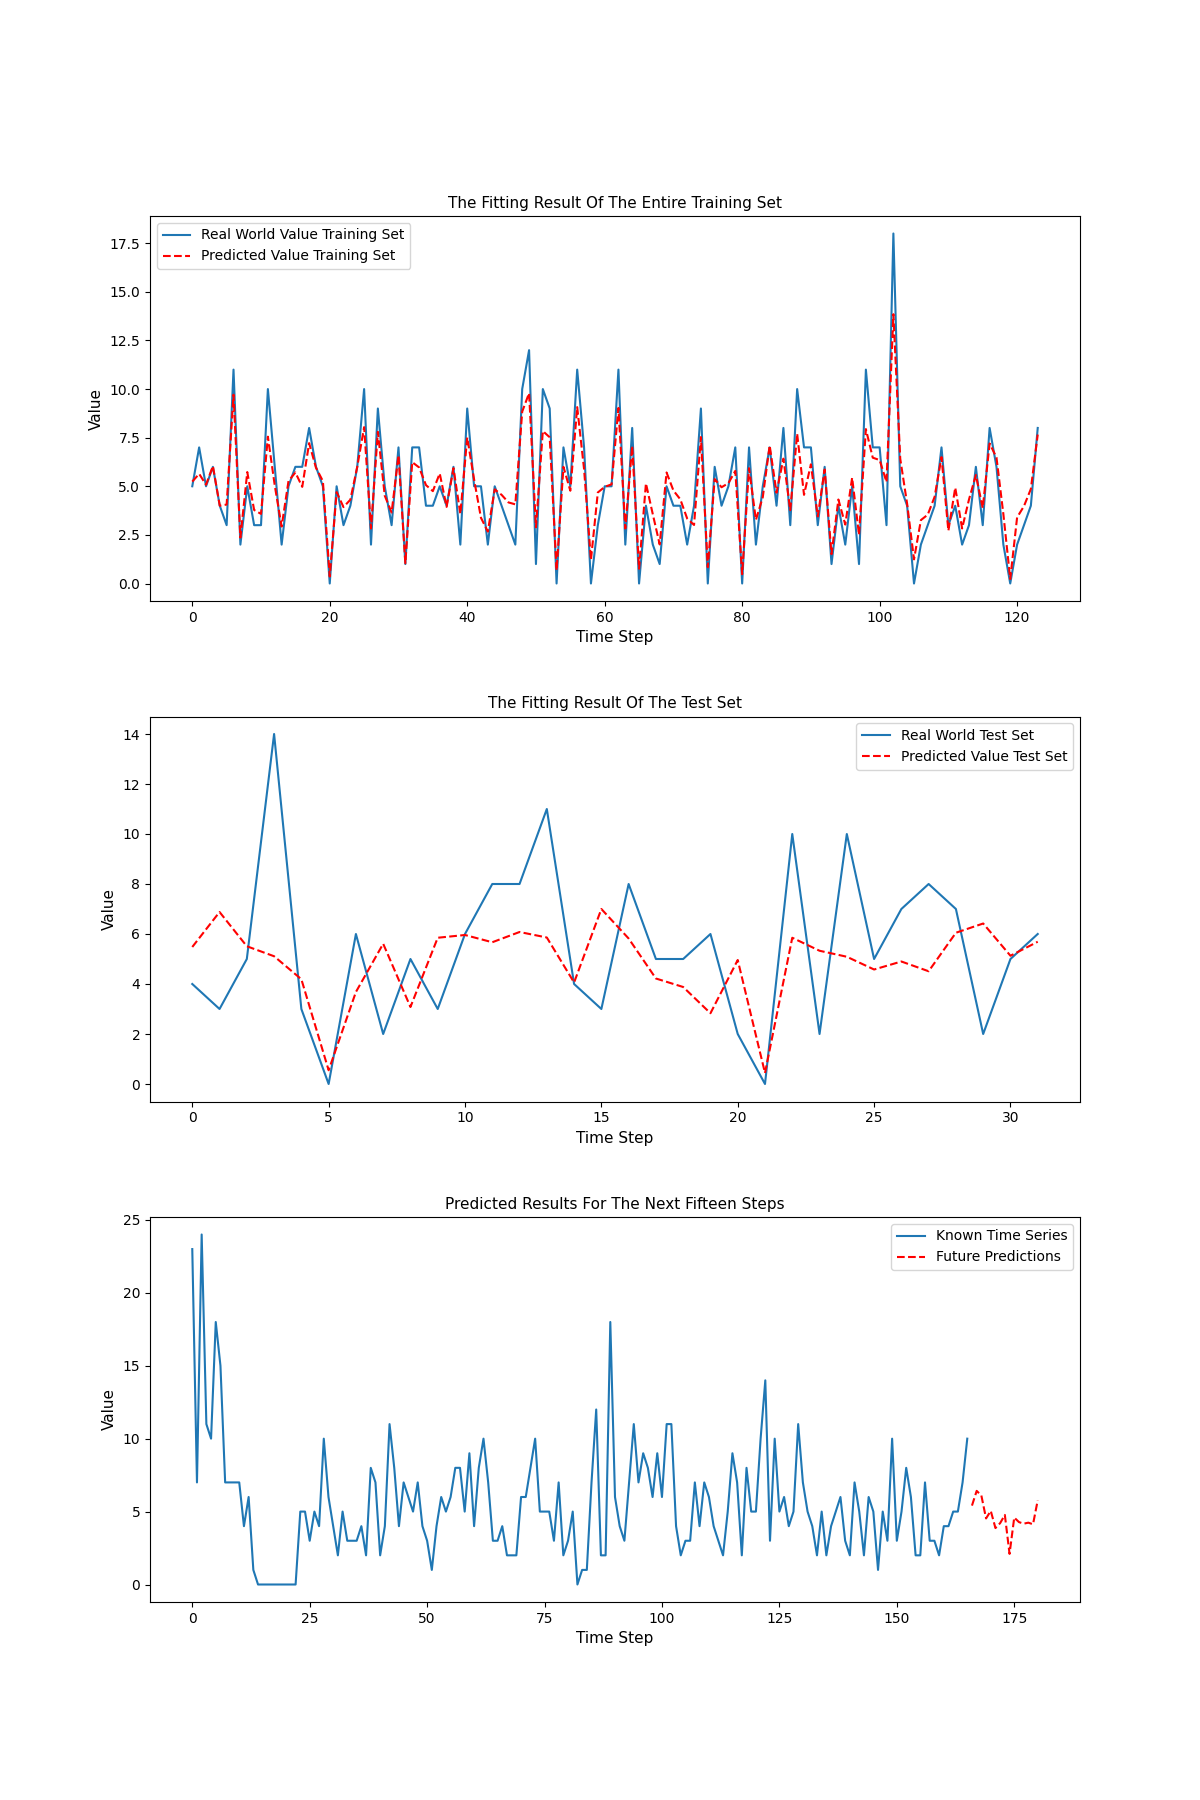 The Fitting Result Of The Entire Training Set
Real World Value Training Set
Predicted Value Training Set
Value
17.5
15.0
12.5
10.0
7.5
5.0
2.5
0.0
0 20 40 60 80 100 120
Time Step
The Fitting Result Of The Test Set
Real World Test Set
Predicted Value Test Set
Value
14
12
10
8
6
4
2
0
0 5 10 15 20 25 30
Time Step
Predicted Results For The Next Fifteen Steps
Known Time Series
Future Predictions
Value
25
20
15
10
5
0
0 25 50 75 100 125 150 175
Time Step